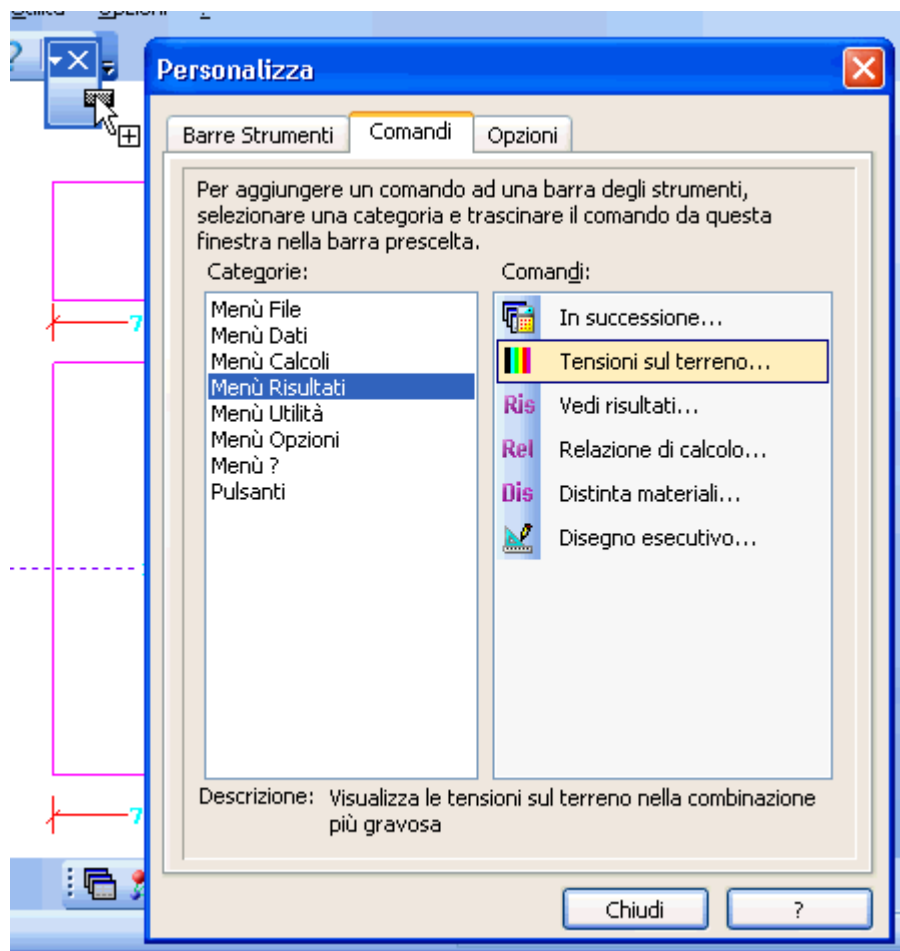 ?
Personalizza
Barre Strumenti
Comandi
Opzioni
Per aggiungere un comando ad una barra degli strumenti,
selezionare una categoria e trascinare il comando da questa
finestra nella barra prescelta.
Categorie:
Comandi:
Menù File
Menù Dati
Menù Calcoli
Menù Risultati
Menù Utilità
Menù Opzioni
Menù ?
Pulsanti
In successione...
Tensioni sul terreno...
Ris Vedi risultati...
Rel Relazione di calcolo...
Dis Distinta materiali...
Disegno esecutivo...
7
7
Descrizione: Visualizza le tensioni sul terreno nella combinazione
più gravosa
Chiudi
?